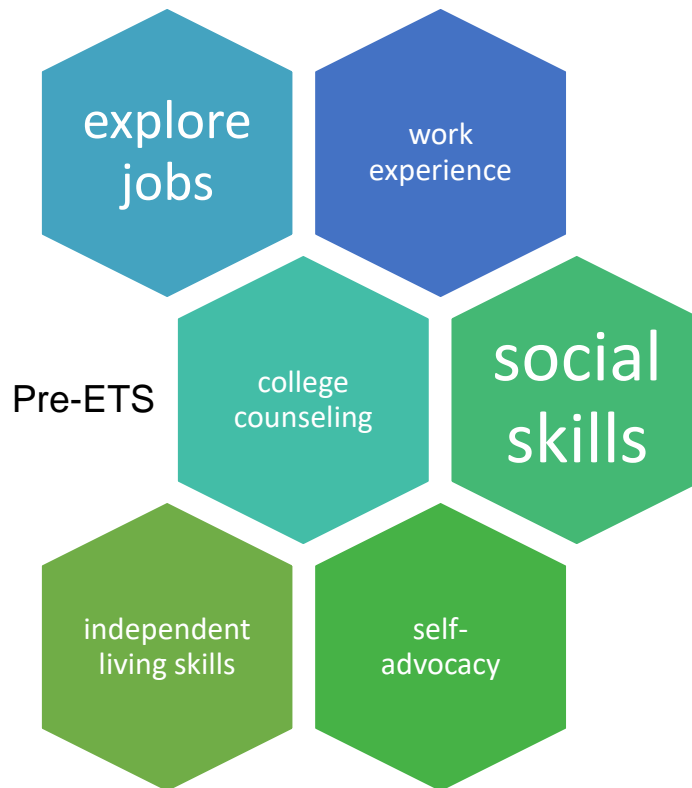 explore
jobs
work
experience
Pre-ETS
college
counseling
social
skills
independent
living skills
self-
advocacy